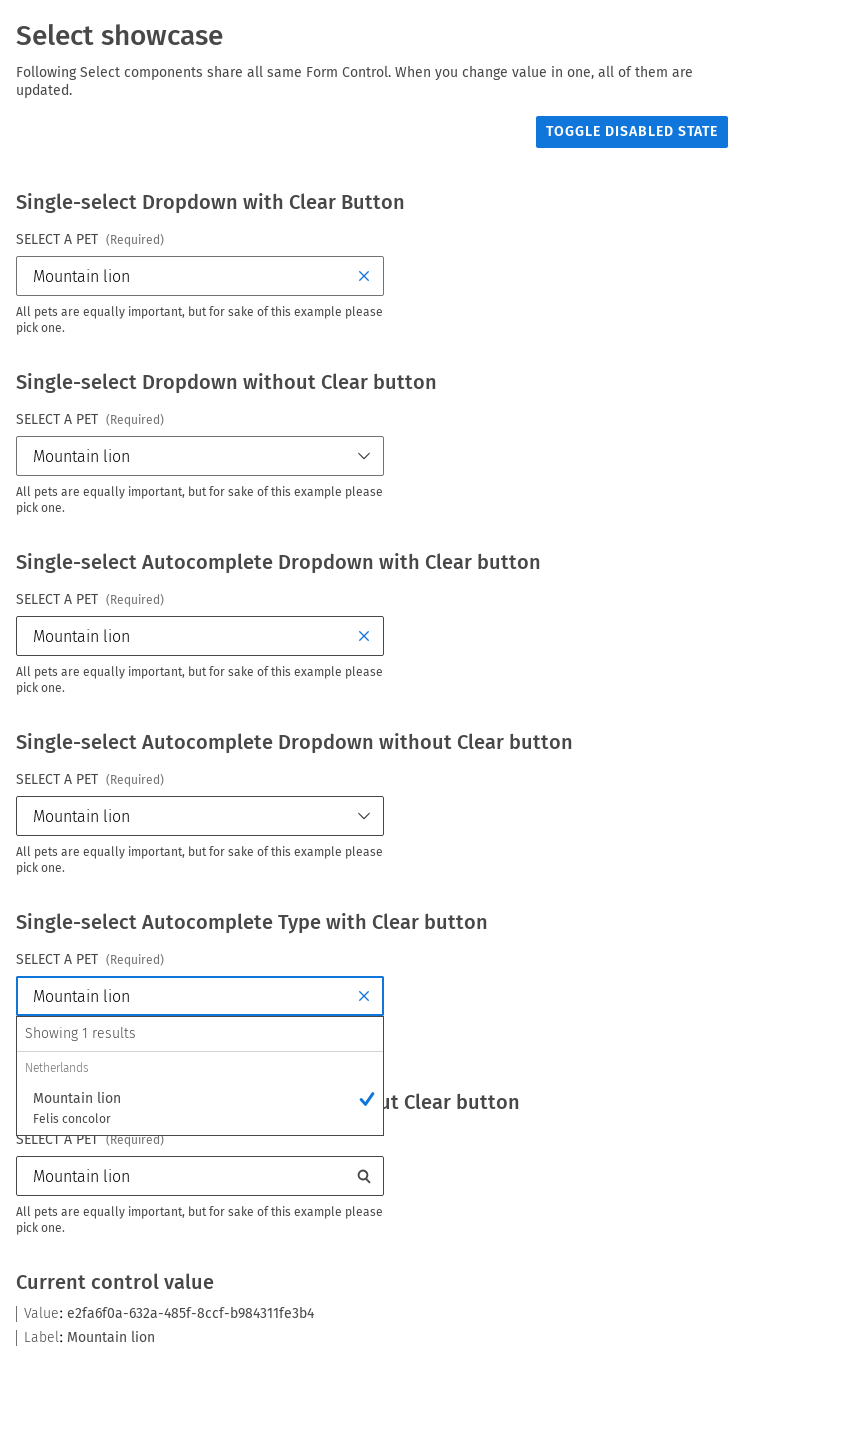 Select showcase
Following Select components share all same Form Control. When you change value in one, all of them are
updated.
TOGGLE DISABLED STATE
Single-select Dropdown with Clear Button
SELECT A PET (Required)
Mountain lion
All pets are equally important, but for sake of this example please
pick one.
Single-select Dropdown without Clear button
SELECT A PET (Required)
Mountain lion
All pets are equally important, but for sake of this example please
pick one.
Single-select Autocomplete Dropdown with Clear button
SELECT A PET (Required)
Mountain lion
All pets are equally important, but for sake of this example please
pick one.
Single-select Autocomplete Dropdown without Clear button
SELECT A PET (Required)
Mountain lion
All pets are equally important, but for sake of this example please
pick one.
Single-select Autocomplete Type with Clear button
SELECT A PET (Required)
Mountain lion
Showing 1 results
Netherlands
Mountain lion
Felis concolor
Clear button
SELECT A PET (Required)
Mountain lion
All pets are equally important, but for sake of this example please
pick one.
Current control value
Value: e2fa6f0a-632a-485f-8ccf-b984311fe3b4
Label: Mountain lion